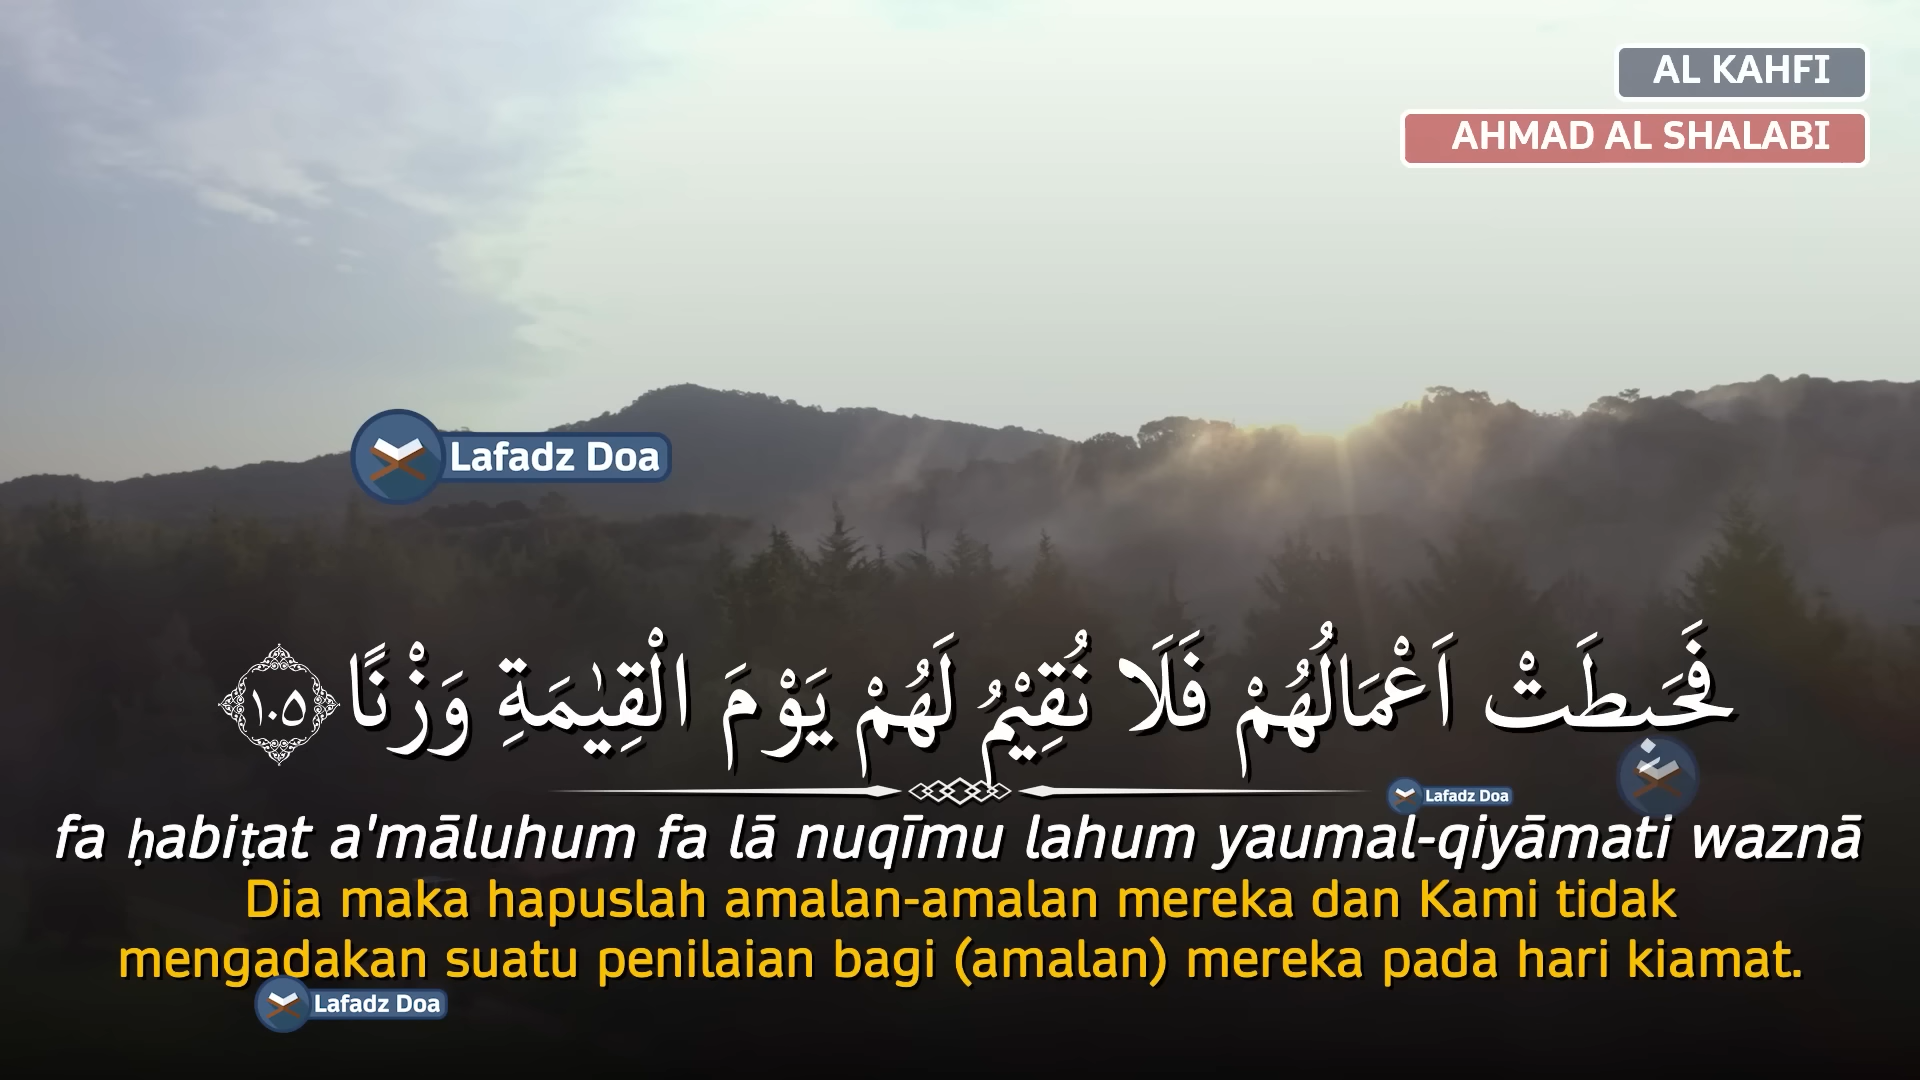 AL KAHFI
AHMAD AL SHALABI
Lafadz Doa
فَحَبِطَتْ اَعْمَالُهُمْ فَلَا نُقِيْمُ لَهُمْ يَوْمَ الْقِيٰمَةِ وَزْنًا ١٠٥
Lafadz Doa
fa ḥabiṭat a'māluhum fa lā nuqīmu lahum yaumal-qiyāmati waznā
Dia maka hapuslah amalan-amalan mereka dan Kami tidak
mengadakan suatu penilaian bagi (amalan) mereka pada hari kiamat.
Lafadz Doa